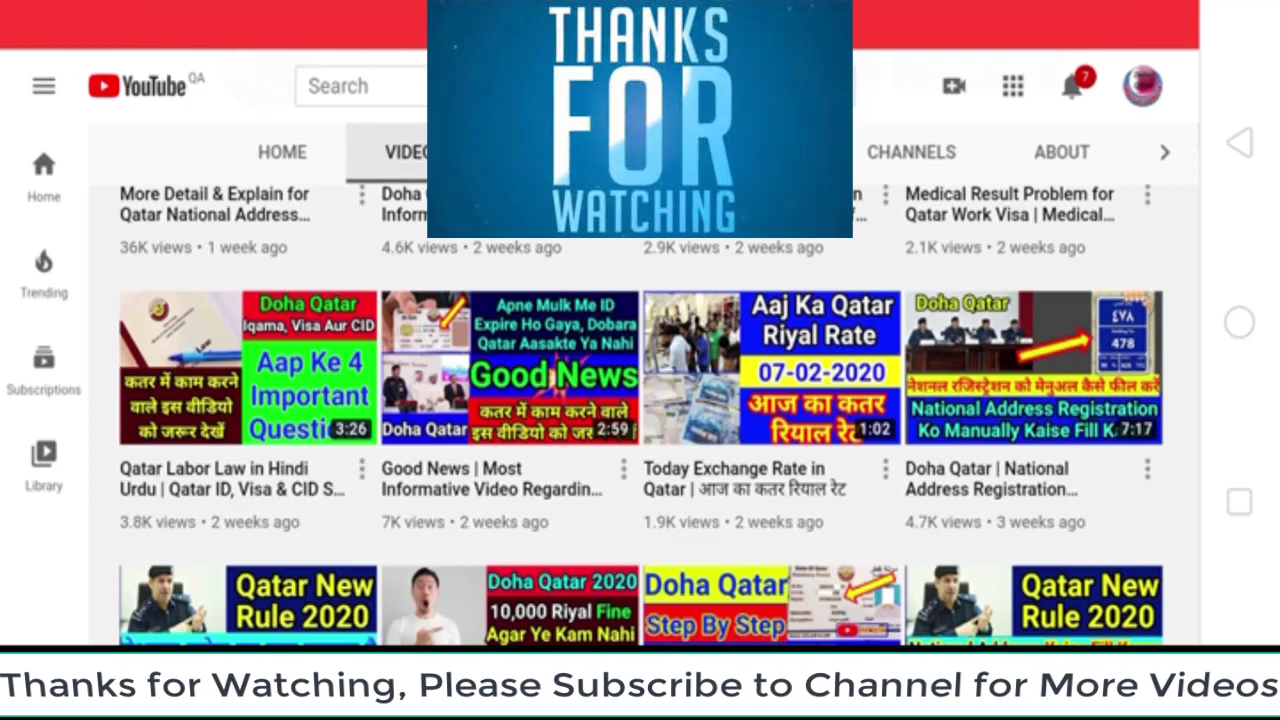 THANKS
FOR
WATCHING
YouTube QA
Search
7
HOME
VIDEO
CHANNELS
ABOUT
Home
Trending
Subscriptions
Library
More Detail & Explain for
Qatar National Address...
36K views • 1 week ago
Doha
Inform
4.6K views • 2 weeks ago
2.9K views • 2 weeks ago
Medical Result Problem for
Qatar Work Visa | Medical...
2.1K views • 2 weeks ago
Doha Qatar
Iqama, Visa Aur CID
Aap Ke 4
Important
Questi
कतर में काम करने
वाले इस वीडियो
को जरूर देखें
3:26
Apne Mulk Me ID
Expire Ho Gaya, Dobara
Qatar Aasakte Ya Nahi
Good News
Doha Qatar
कतर में काम करने वाले
इस वीडियो को जर
2:59
Aaj Ka Qatar
Riyal Rate
07-02-2020
आज का कतर
रियाल रेट
1:02
Doha Qatar
٤٧٨
478
नेशनल रजिस्ट्रेशन को मेनुअल कैसे फील करें
National Address Registration
Ko Manually Kaise Fill K
7:17
Qatar Labor Law in Hindi
Urdu | Qatar ID, Visa & CID S...
3.8K views • 2 weeks ago
Good News | Most
Informative Video Regardin...
7K views • 2 weeks ago
Today Exchange Rate in
Qatar | आज का कतर रियाल रेट
1.9K views • 2 weeks ago
Doha Qatar | National
Address Registration...
4.7K views • 3 weeks ago
Qatar New
Rule 2020
Doha Qatar 2020
10,000 Riyal Fine
Agar Ye Kam Nahi
Doha Qatar
Step By Step
Qatar New
Rule 2020
Thanks for Watching, Please Subscribe to Channel for More Videos